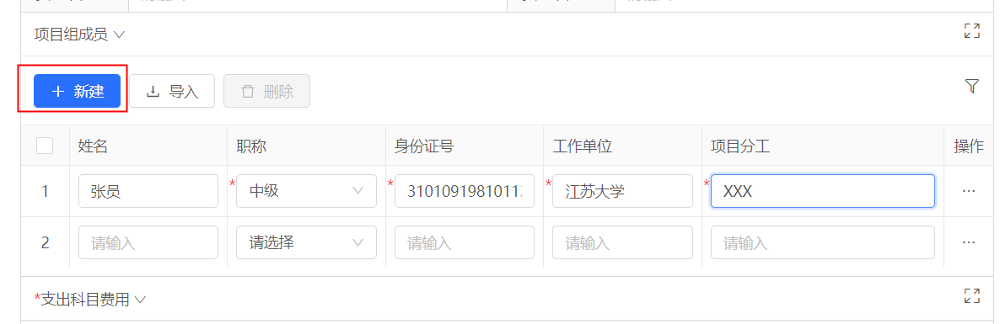 项目组成员
新建 导入 删除
姓名 职称 身份证号 工作单位 项目分工 操作
1 张员 * 中级 * 310109198101 * 江苏大学 * XXX ...
2 请输入 请选择 请输入 请输入 请输入 ...
*支出科目费用